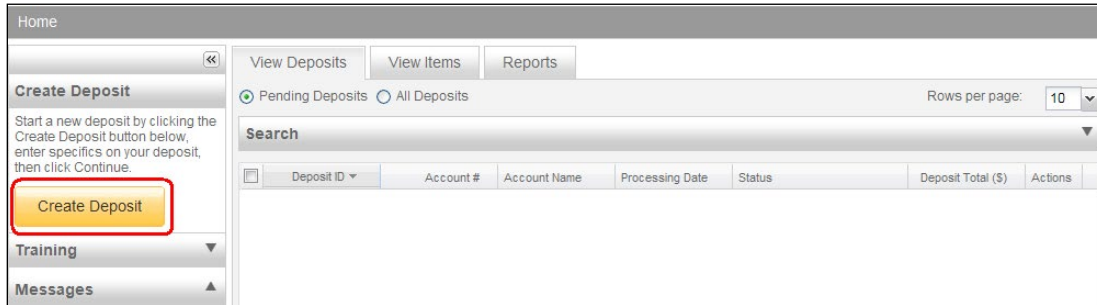 Home
Create Deposit
Start a new deposit by clicking the
Create Deposit button below,
enter specifics on your deposit,
then click Continue.
Create Deposit
Training
Messages
View Deposits View Items Reports
Pending Deposits All Deposits Rows per page: 10
Search
Deposit ID Account # Account Name Processing Date Status Deposit Total ($) Actions